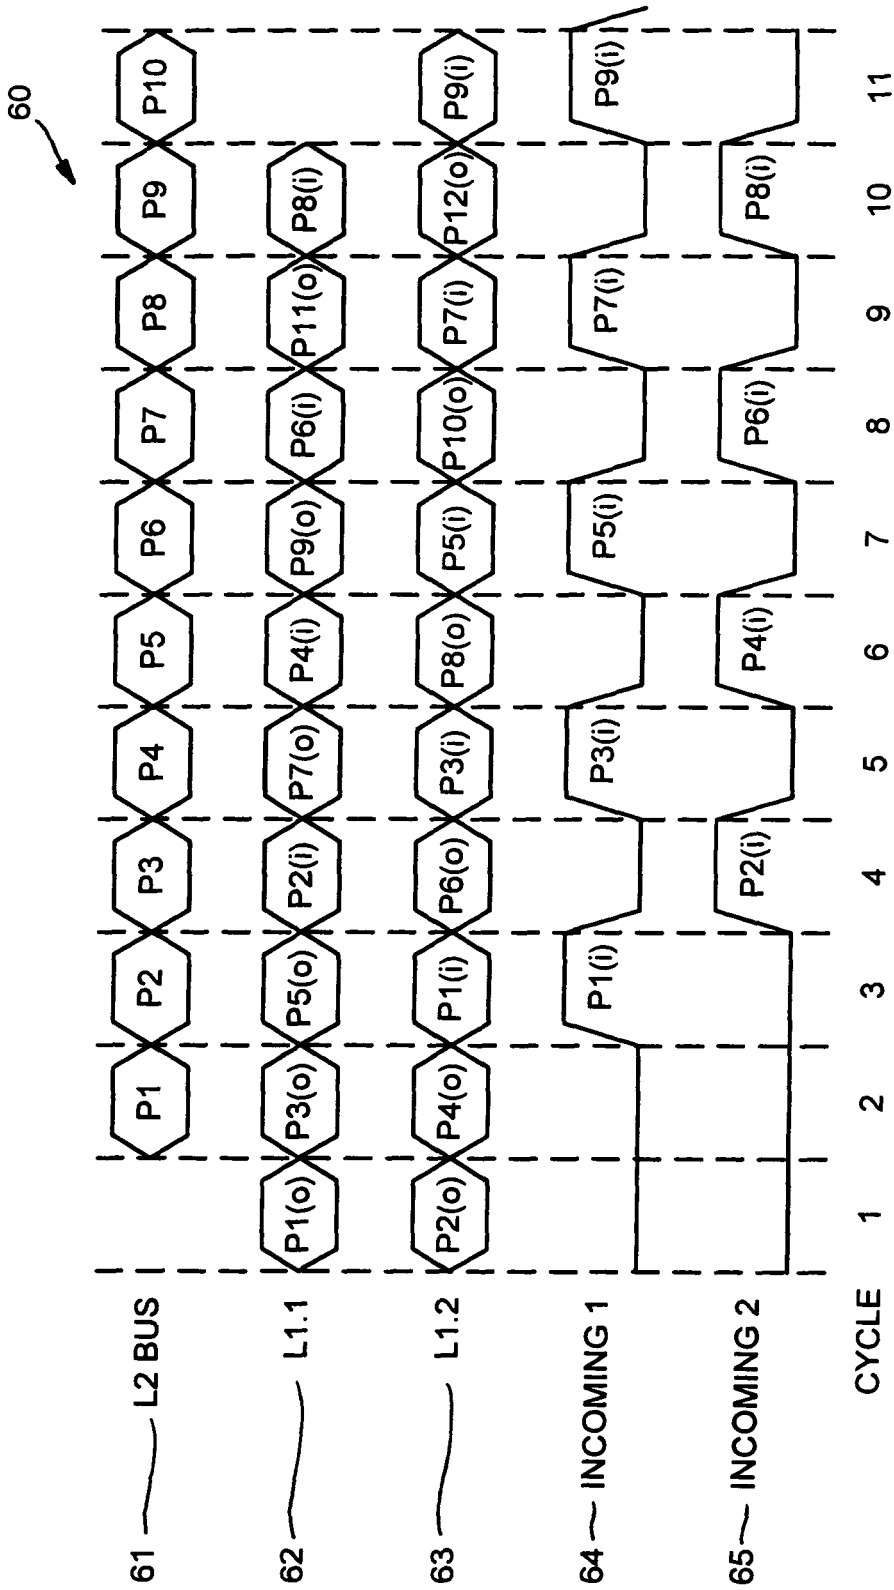 60
61 L2 BUS P1 P2 P3 P4 P5 P6 P7 P8 P9 P10
62 L1.1 P1(o) P3(o) P5(o) P2(i) P7(o) P4(i) P9(o) P6(i) P11(o) P8(i)
63 L1.2 P2(o) P4(o) P1(i) P6(o) P3(i) P8(o) P5(i) P10(o) P7(i) P12(o) P9(i)
64 INCOMING 1 P1(i) P3(i) P5(i) P7(i) P9(i)
65 INCOMING 2 P2(i) P4(i) P6(i) P8(i)
CYCLE 1 2 3 4 5 6 7 8 9 10 11